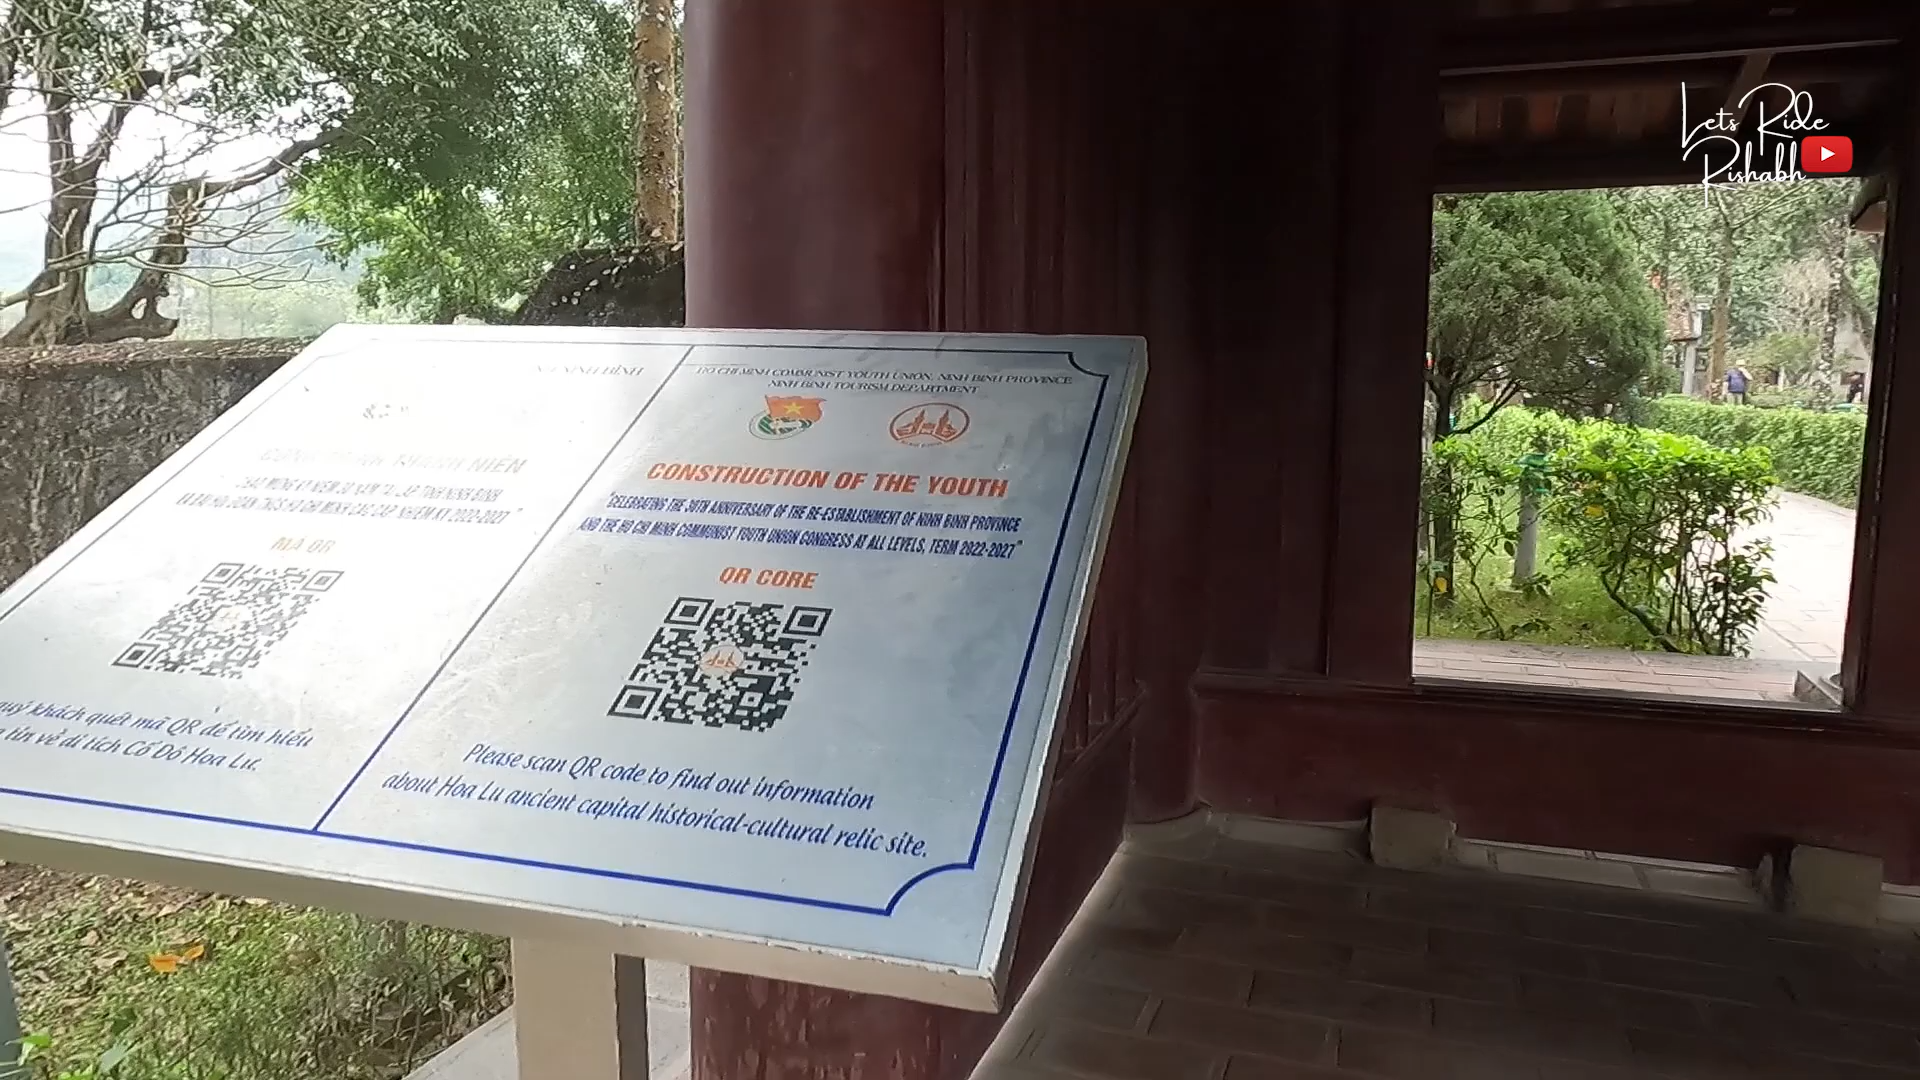 Lets Ride
Rishabh
NINH BÌNH
THANH NIÊN
MÃ QR
quý khách quét mã QR để tìm hiểu
tin về di tích Cố Đô Hoa Lư.
HO CHI MINH COMMUNIST YOUTH UNION, NINH BINH PROVINCE
NINH BINH TOURISM DEPARTMENT
CONSTRUCTION OF THE YOUTH
"CELEBRATING THE 30TH ANNIVERSARY OF THE RE-ESTABLISHMENT OF NINH BINH PROVINCE
AND THE HO CHI MINH COMMUNIST YOUTH UNION CONGRESS AT ALL LEVELS, TERM 2022-2027"
QR CORE
Please scan QR code to find out information
about Hoa Lu ancient capital historical-cultural relic site.